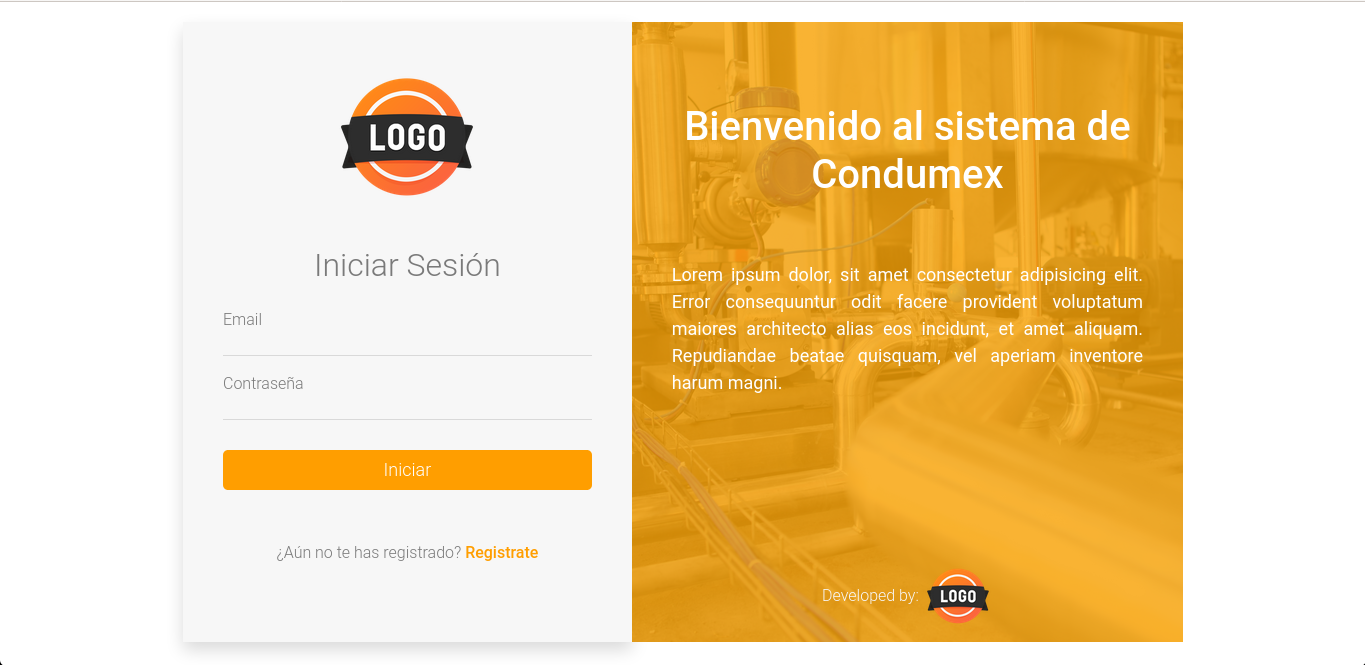 LOGO
Iniciar Sesión
Email
Contraseña
Iniciar
¿Aún no te has registrado? Registrate
Bienvenido al sistema de
Condumex
Lorem ipsum dolor, sit amet consectetur adipisicing elit.
Error consequuntur odit facere provident voluptatum
maiores architecto alias eos incidunt, et amet aliquam.
Repudiandae beatae quisquam, vel aperiam inventore
harum magni.
Developed by: LOGO